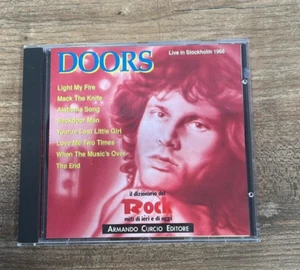 DOORS
Live in Stockholm 1968
Light My Fire
Mack The Knife
Alabama Song
Backdoor Man
You're Lost Little Girl
Love Me Two Times
When The Music's Over
The End
il dizionario del
Rock
miti di ieri e di oggi
ARMANDO CURCIO EDITORE